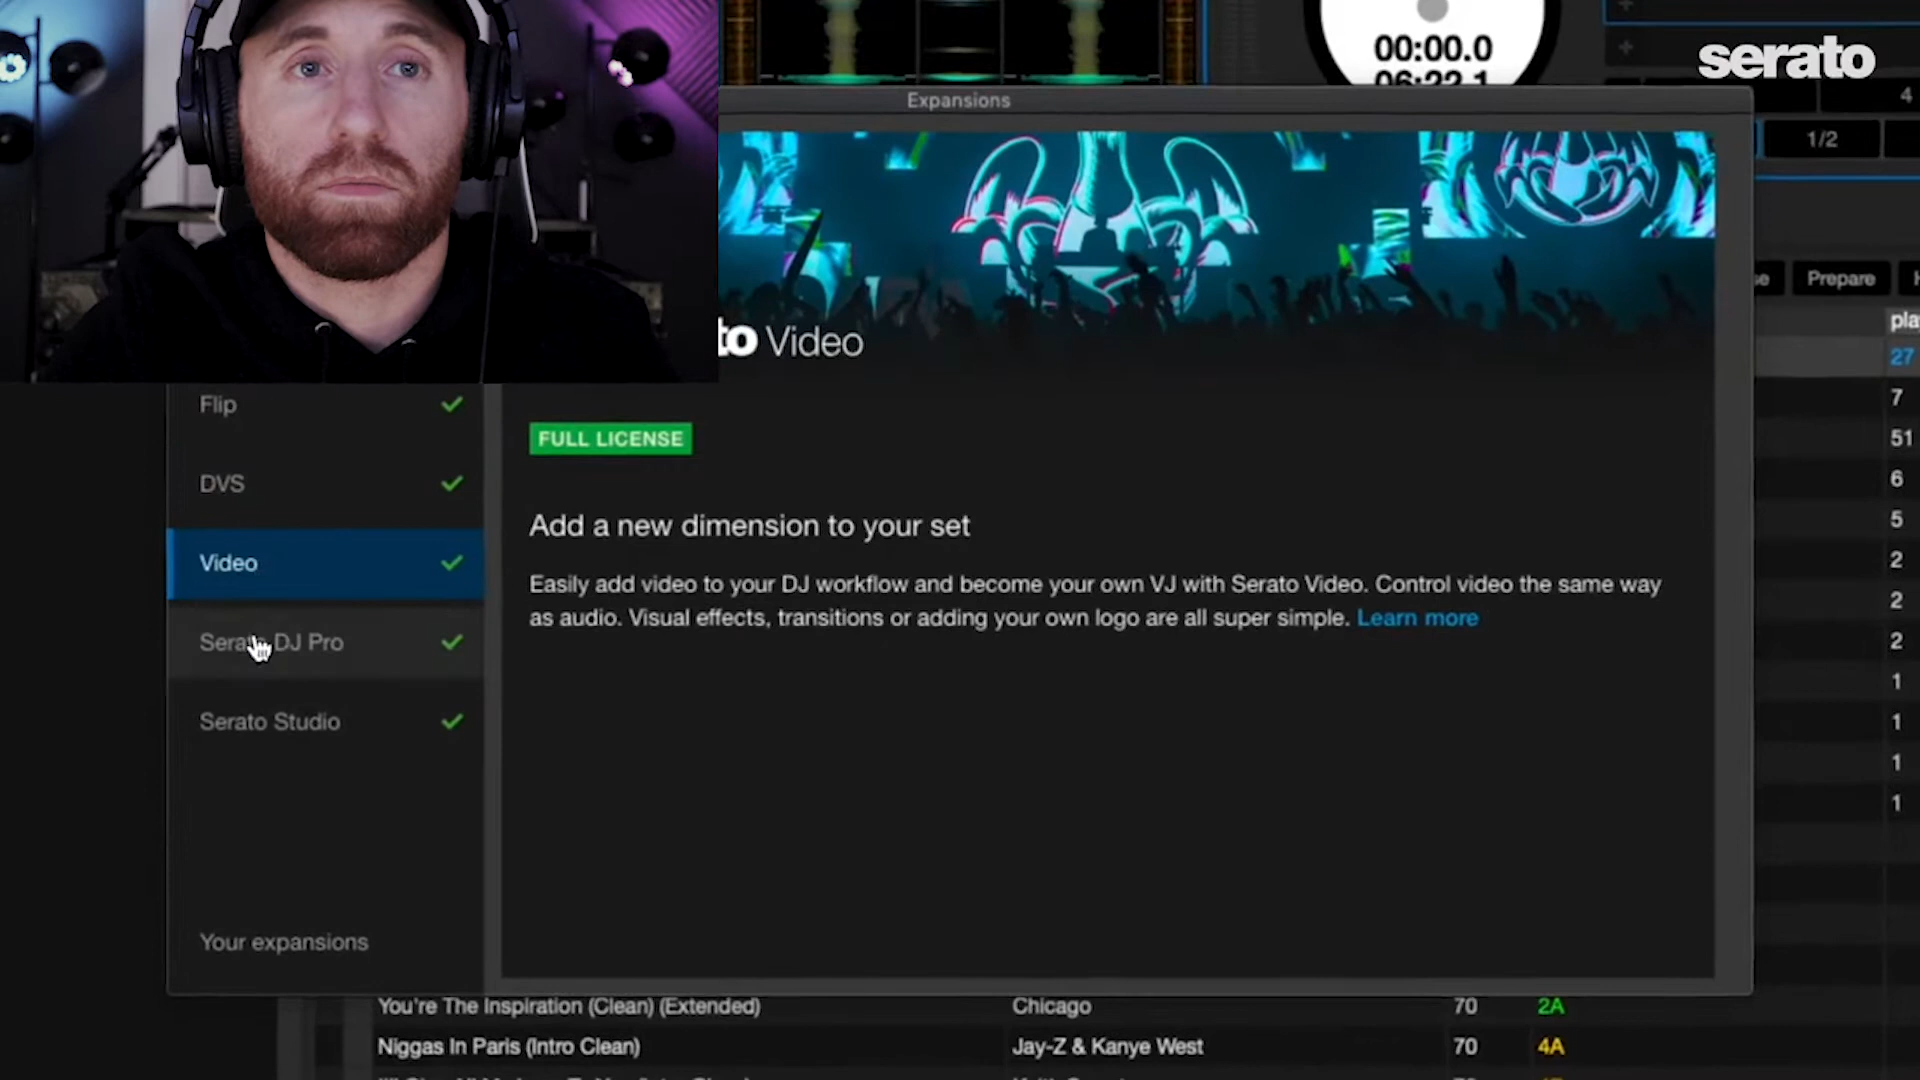 00:00.0
06:22.1
serato
Expansions
4
1/2
Prepare
27
to Video
Flip
7
FULL LICENSE
51
DVS
6
Add a new dimension to your set
5
Video
2
Easily add video to your DJ workflow and become your own VJ with Serato Video. Control video the same way
as audio. Visual effects, transitions or adding your own logo are all super simple. Learn more
2
Serato DJ Pro
2
1
Serato Studio
1
1
1
Your expansions
You're The Inspiration (Clean) (Extended) Chicago 70 2A
Niggas In Paris (Intro Clean) Jay-Z & Kanye West 70 4A